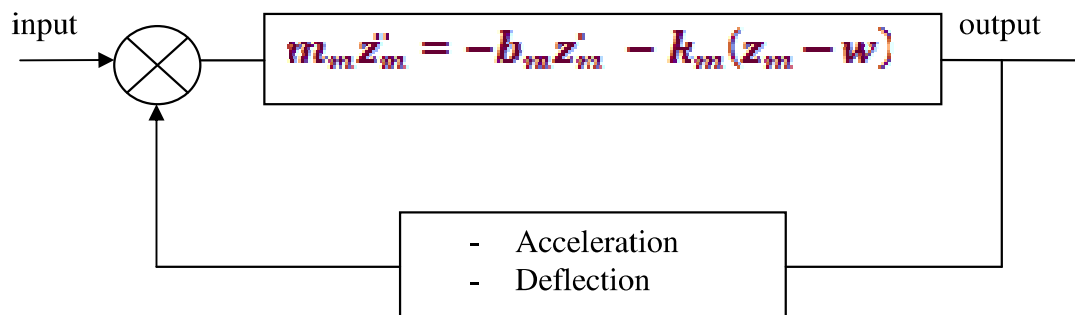 input
output
m_m z̈_m = -b_m ż_m - k_m(z_m - w)
- Acceleration
- Deflection